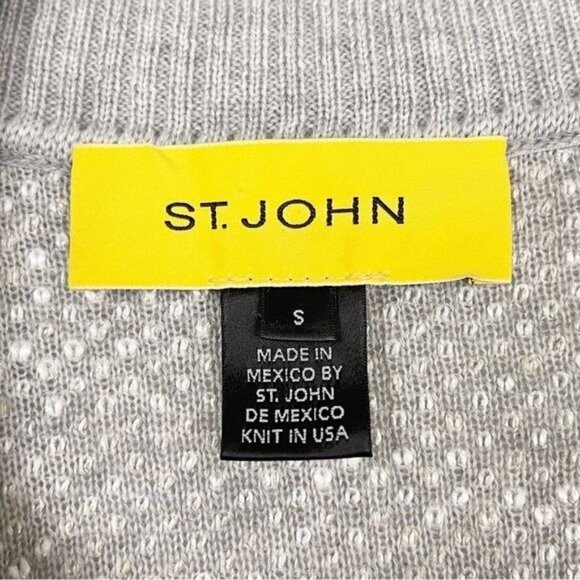 ST. JOHN
S
MADE IN
MEXICO BY
ST. JOHN
DE MEXICO
KNIT IN USA